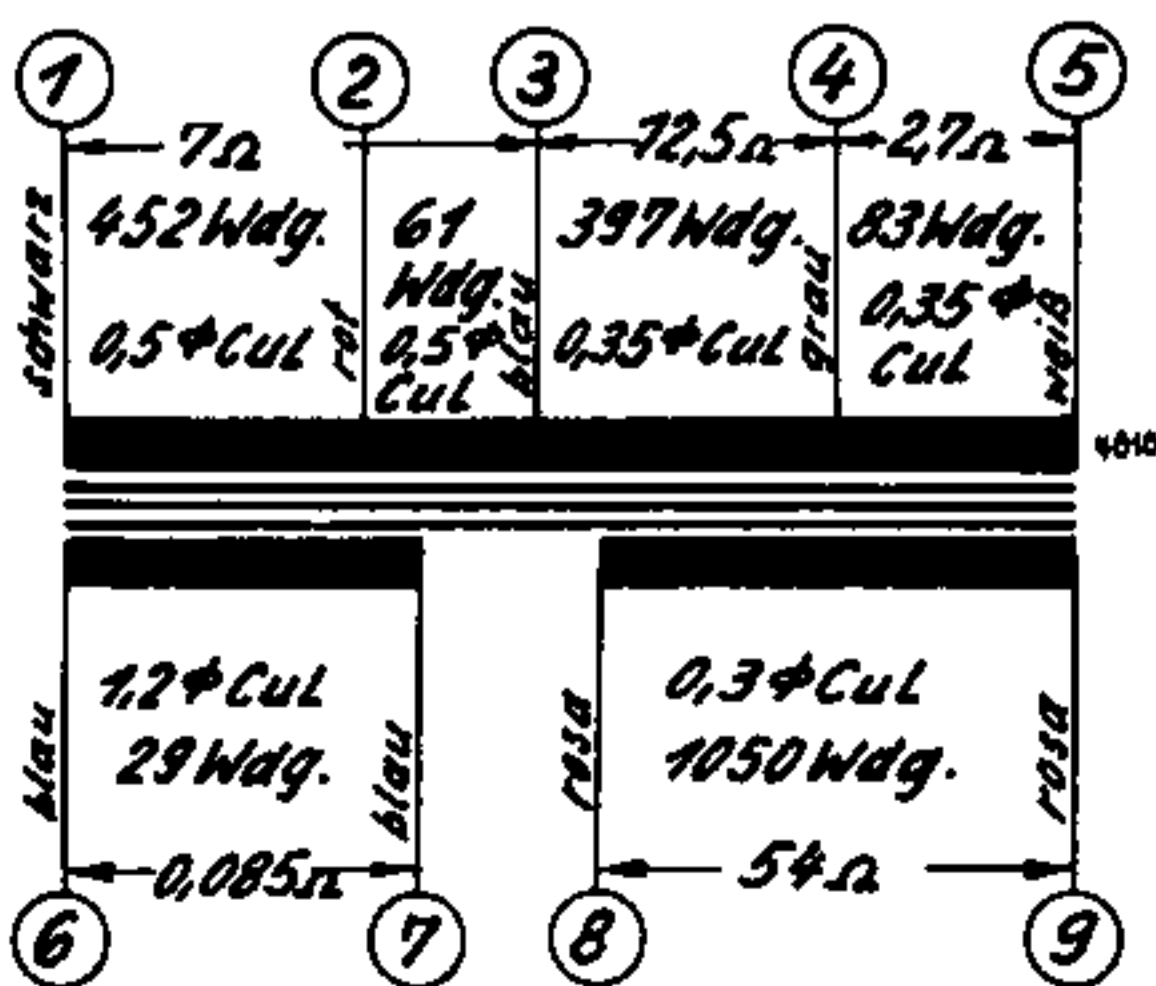 1 2 3 4 5
7Ω 12,5Ω 2,7Ω
schwarz
452 Wdg.
0,5 ⌀ CuL
rot
61
Wdg.
0,5 ⌀
CuL
blau
397 Wdg.
0,35 ⌀ CuL
grau
83 Wdg.
0,35 ⌀
CuL
weiß
blau
1,2 ⌀ CuL
29 Wdg.
blau
rosa
0,3 ⌀ CuL
1050 Wdg.
rosa
0,085Ω 54Ω
6 7 8 9